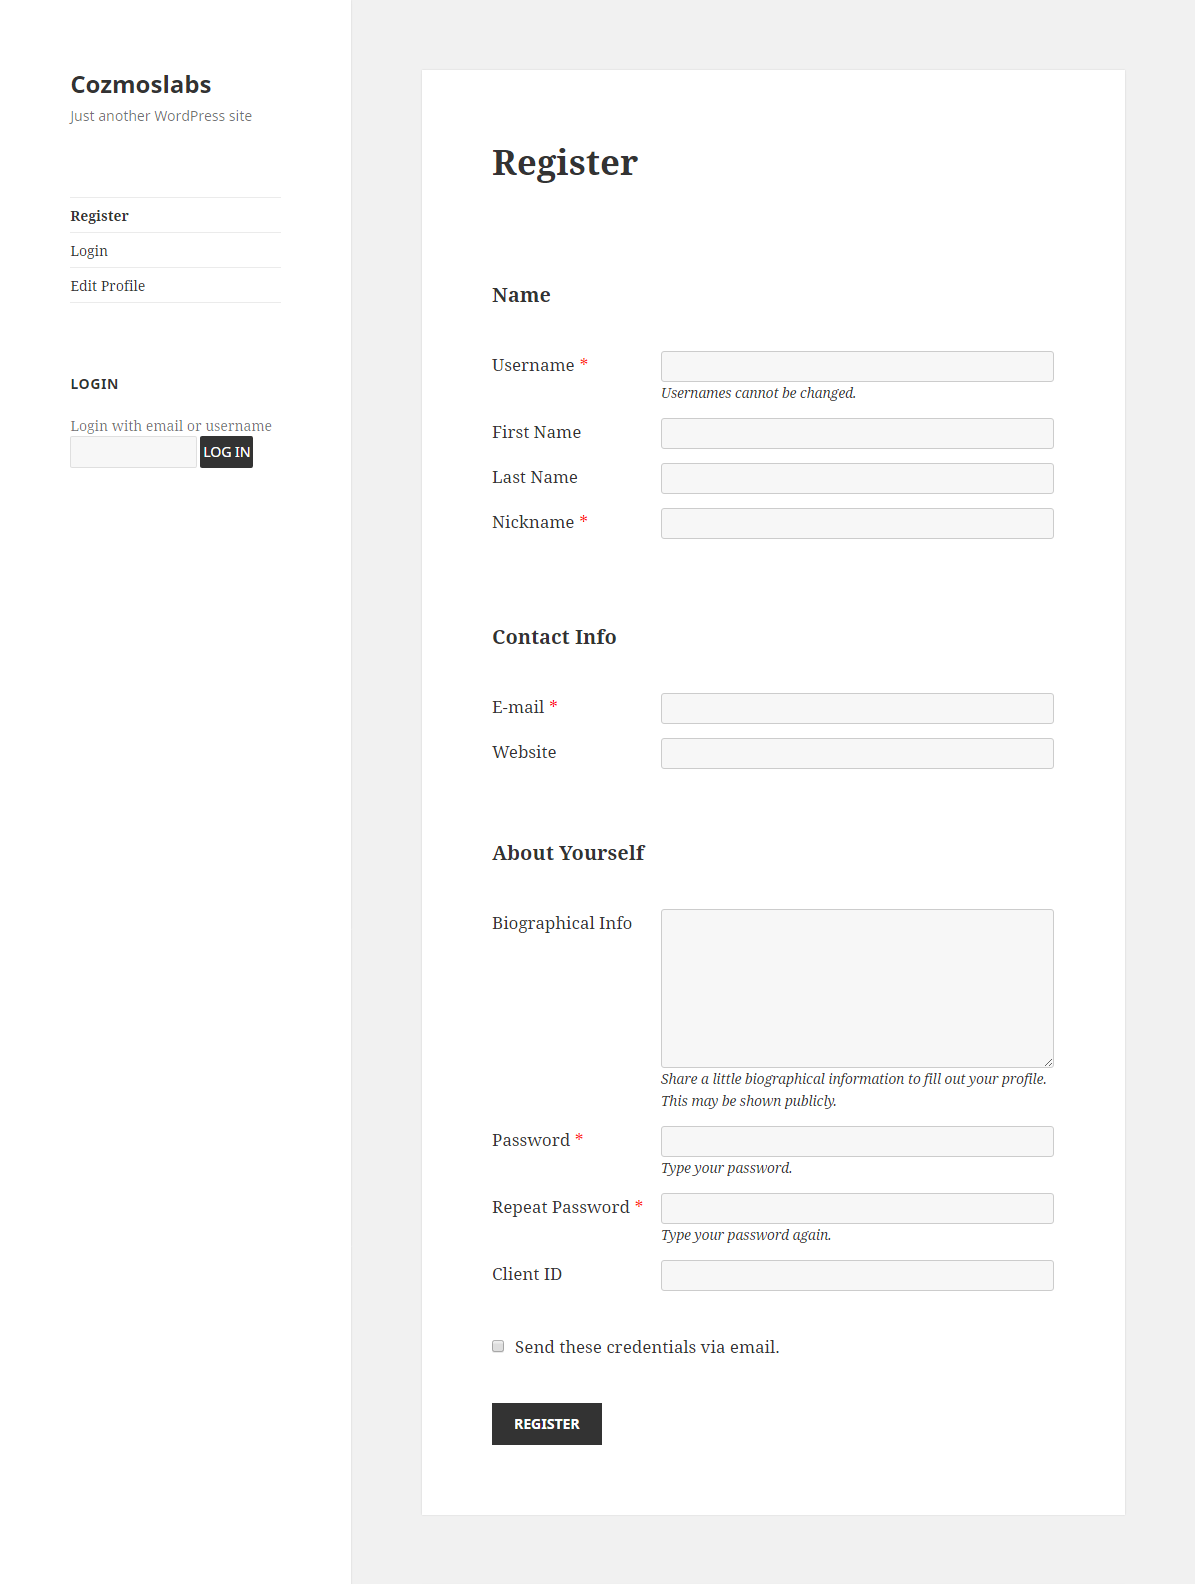 Cozmoslabs
Just another WordPress site
Register
Login
Edit Profile
LOGIN
Login with email or username
LOG IN
Register
Name
Username *
Usernames cannot be changed.
First Name
Last Name
Nickname *
Contact Info
E-mail *
Website
About Yourself
Biographical Info
Share a little biographical information to fill out your profile.
This may be shown publicly.
Password *
Type your password.
Repeat Password *
Type your password again.
Client ID
Send these credentials via email.
REGISTER